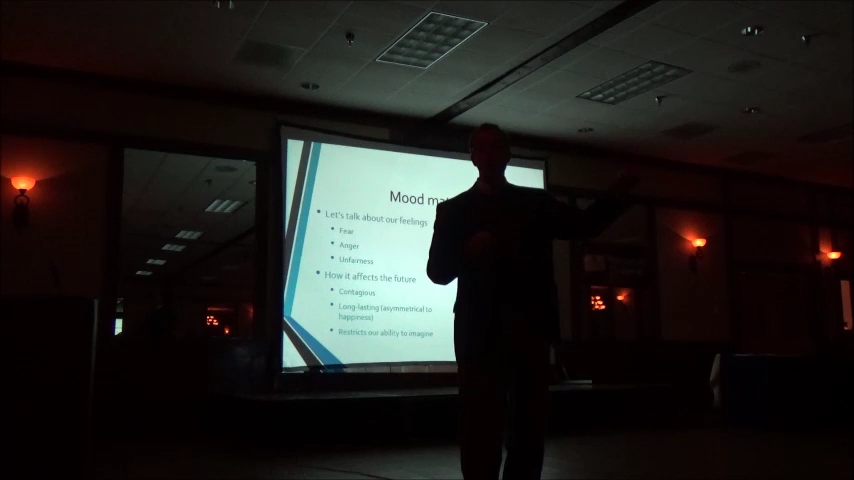 Mood mat
Let's talk about our feelings
Fear
Anger
Unfairness
How it affects the future
Contagious
Long-lasting (asymmetrical to
happiness)
Restricts our ability to imagine